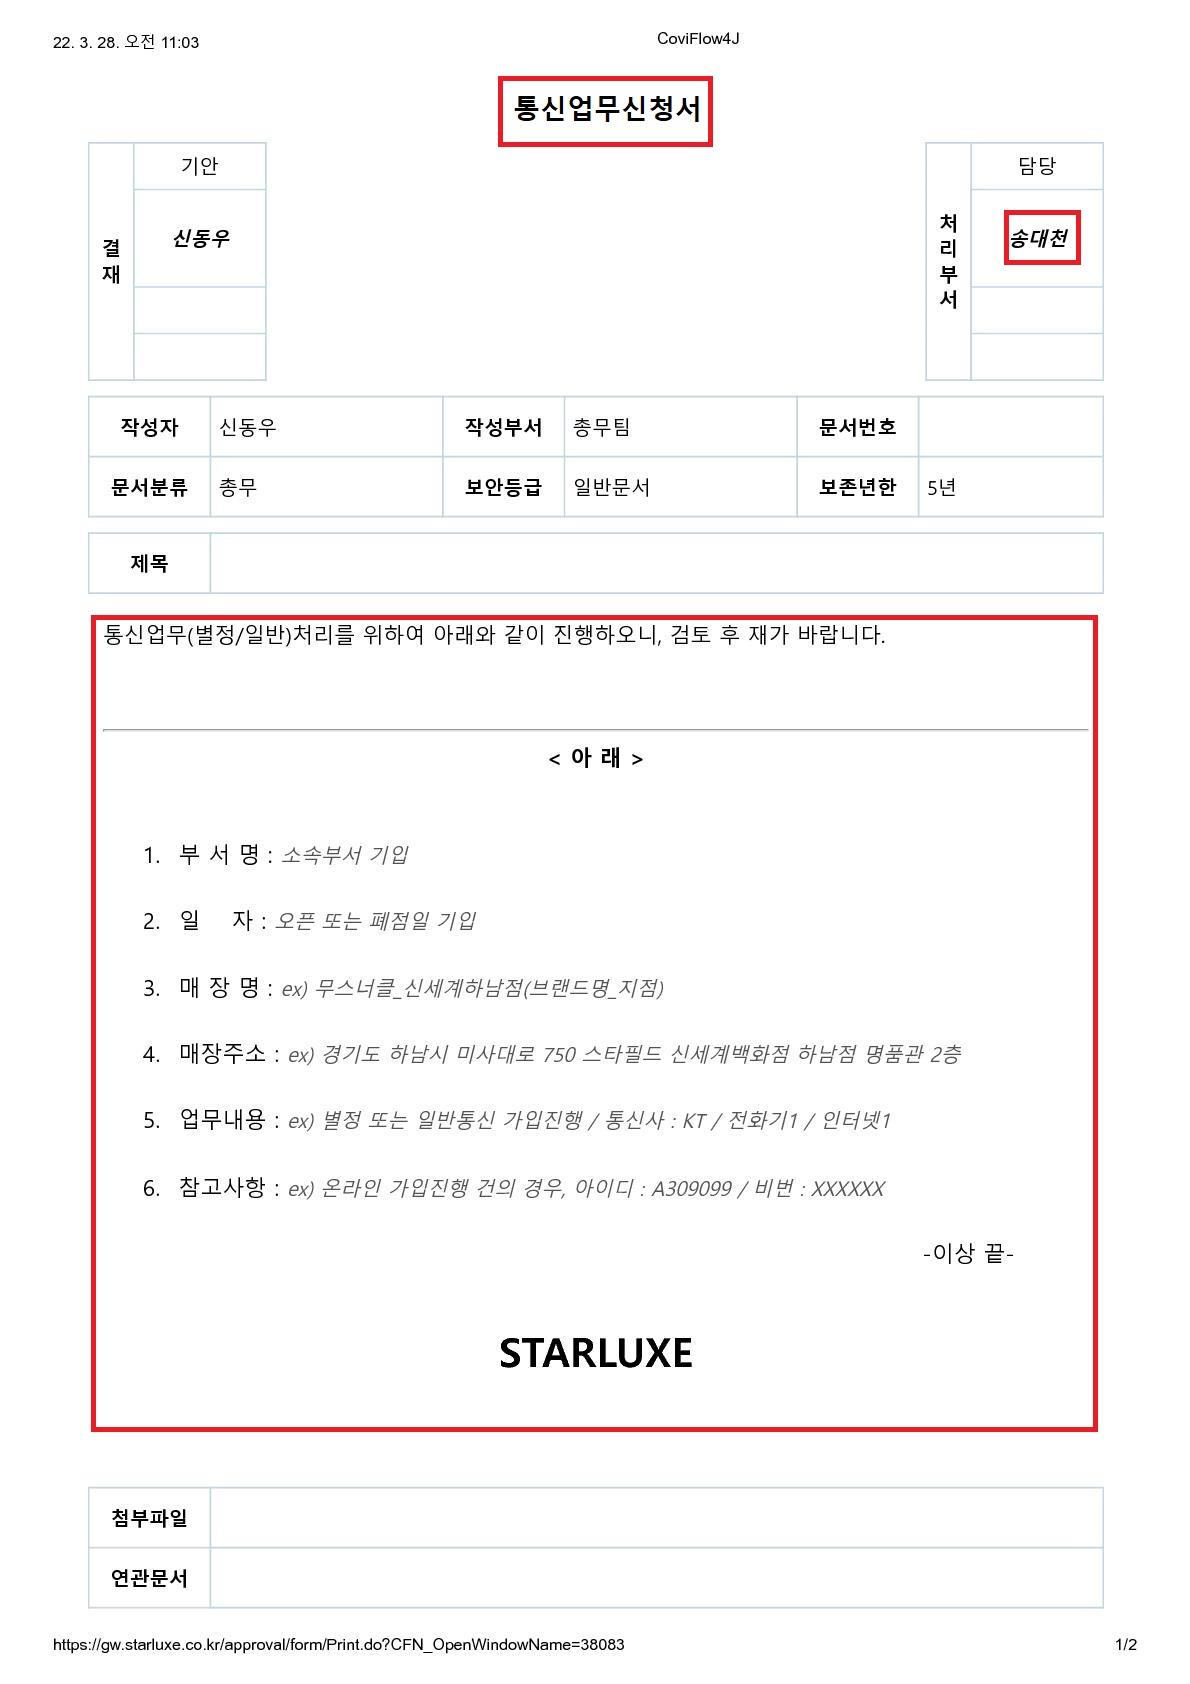 22. 3. 28. 오전 11:03
CoviFlow4J
통신업무신청서
결재
기안
신동우
처리부서
담당
송대천
작성자 신동우 작성부서 총무팀 문서번호
문서분류 총무 보안등급 일반문서 보존년한 5년
제목
통신업무(별정/일반)처리를 위하여 아래와 같이 진행하오니, 검토 후 재가 바랍니다.
< 아 래 >
1. 부 서 명 : 소속부서 기입
2. 일 자 : 오픈 또는 폐점일 기입
3. 매 장 명 : ex) 무스너클_신세계하남점(브랜드명_지점)
4. 매장주소 : ex) 경기도 하남시 미사대로 750 스타필드 신세계백화점 하남점 명품관 2층
5. 업무내용 : ex) 별정 또는 일반통신 가입진행 / 통신사 : KT / 전화기1 / 인터넷1
6. 참고사항 : ex) 온라인 가입진행 건의 경우, 아이디 : A309099 / 비번 : XXXXXX
-이상 끝-
STARLUXE
첨부파일
연관문서
https://gw.starluxe.co.kr/approval/form/Print.do?CFN_OpenWindowName=38083
1/2